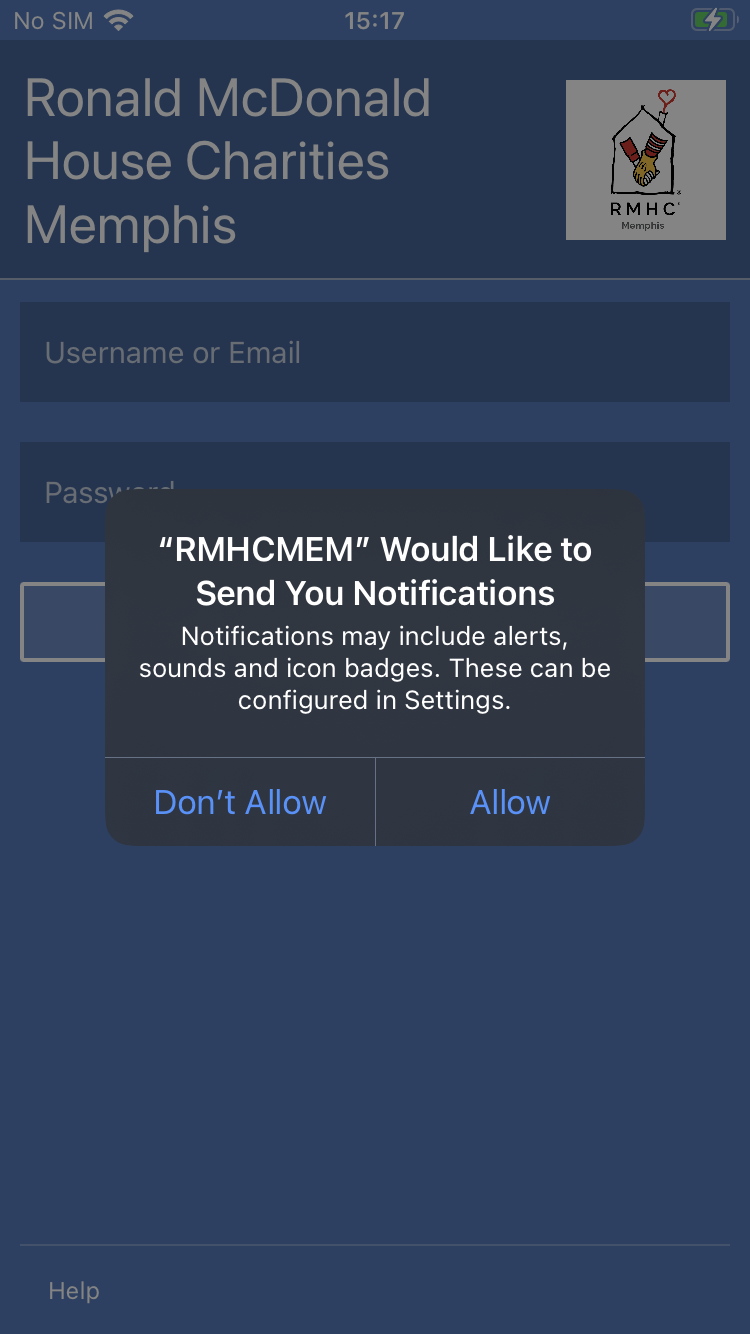 No SIM 15:17
Ronald McDonald
House Charities
Memphis
RMHC
Memphis
Username or Email
Password
“RMHCMEM” Would Like to
Send You Notifications
Notifications may include alerts,
sounds and icon badges. These can be
configured in Settings.
Don’t Allow Allow
Help